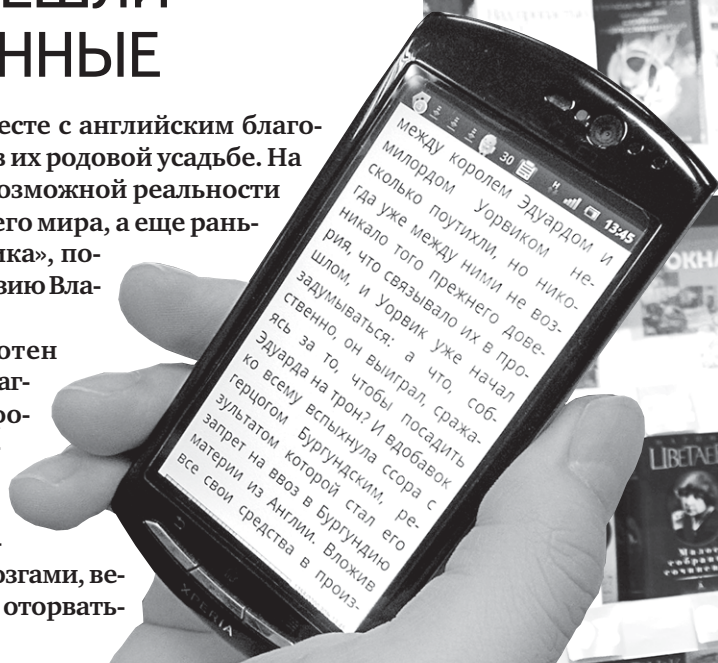 ННЫЕ
есте с английским благо-
в их родовой усадьбе. На
озможной реальности
его мира, а еще рань-
ика», по-
вию Вла-
отен
аг-
ро-
озгами, ве-
оторвать-
30
H
13:45
между королем Эдуардом и
милордом Уорвиком не-
сколько поутихли, но нико-
гда уже между ними не воз-
никало того прежнего дове-
рия, что связывало их в про-
шлом, и Уорвик уже начал
задумываться: а что, соб-
ственно, он выиграл, сража-
ясь за то, чтобы посадить
Эдуарда на трон? И вдобавок
ко всему вспыхнула ссора с
герцогом Бургундским, ре-
зультатом которой стал его
запрет на ввоз в Бургундию
материи из Англии. Вложив
все свои средства в произ-
XPERIA
ОКНА
ЦВЕТАЕ
Малое
собрание
сочинений